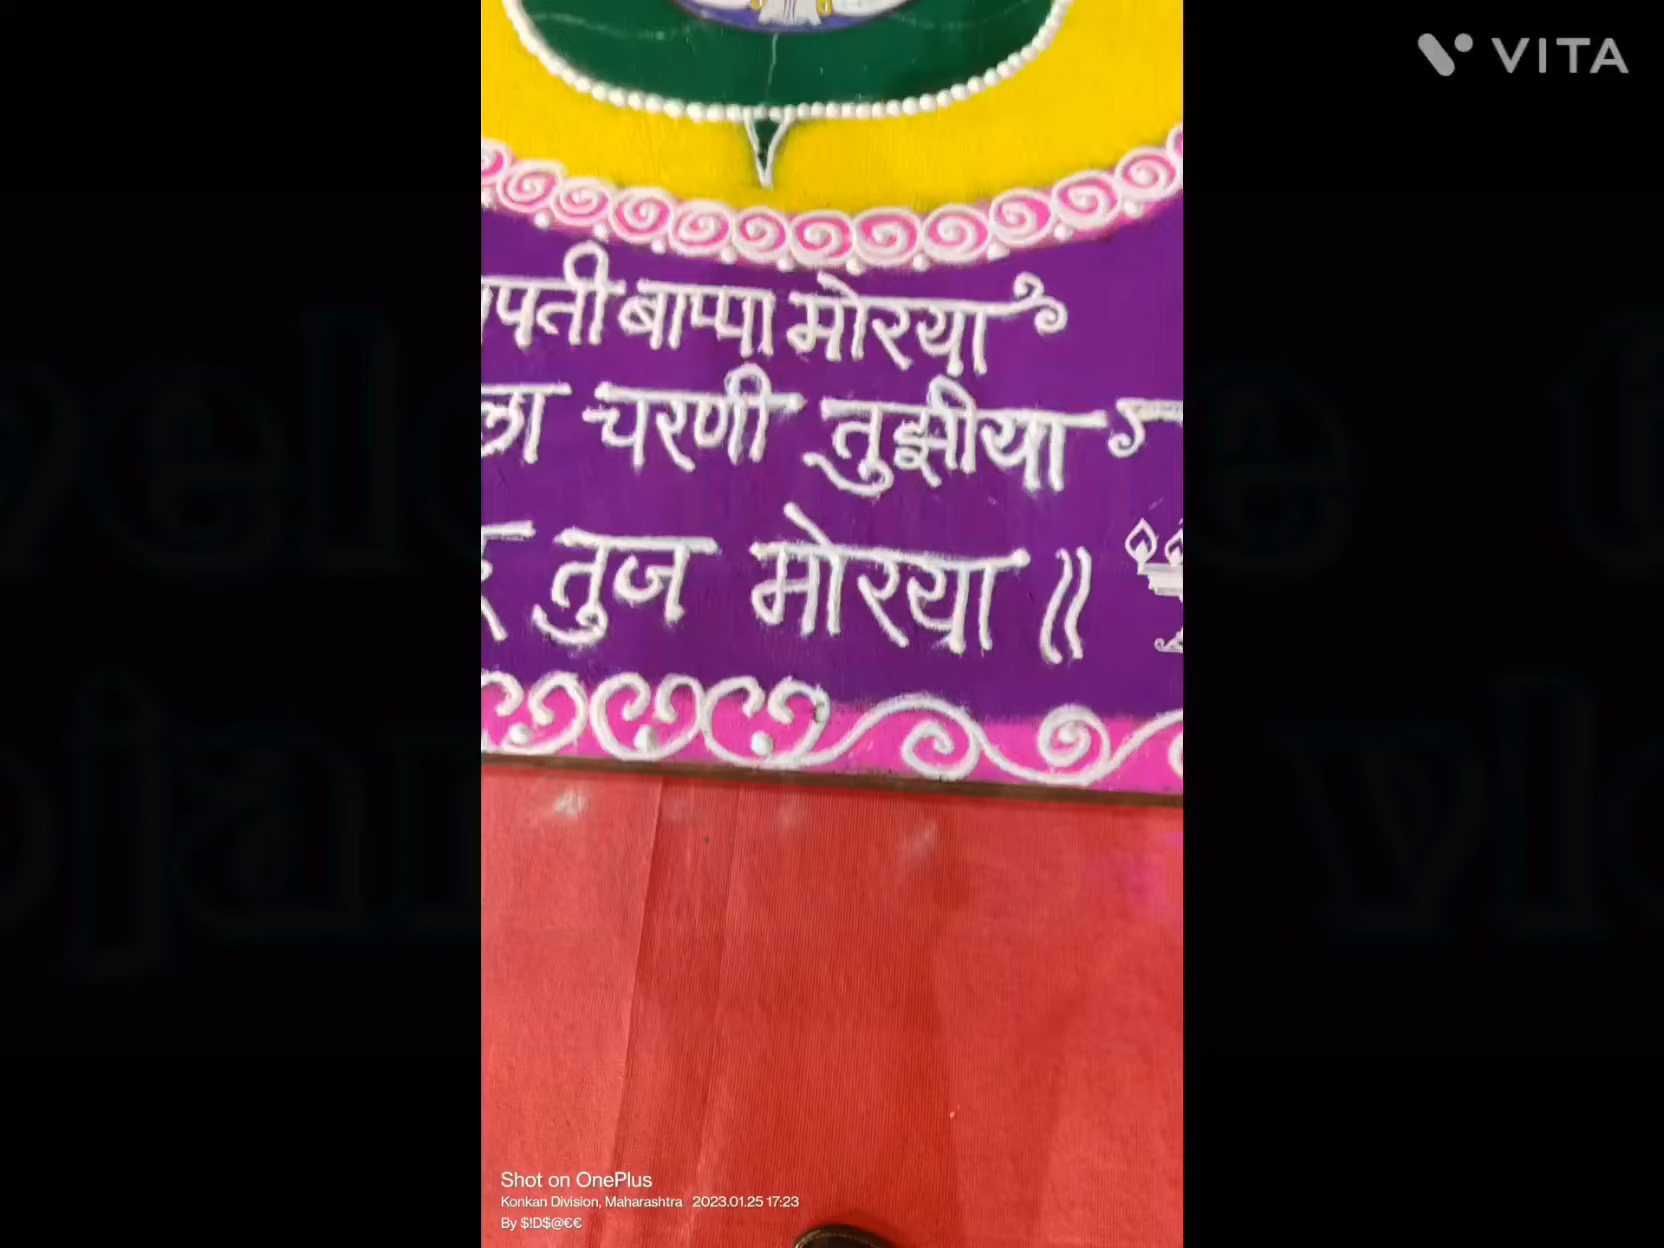 VITA
पती बाप्पा मोरया
ला चरणी तुझीया
तुज मोरया ॥
Shot on OnePlus
Konkan Division, Maharashtra 2023.01.25 17:23
By $!D$@€€